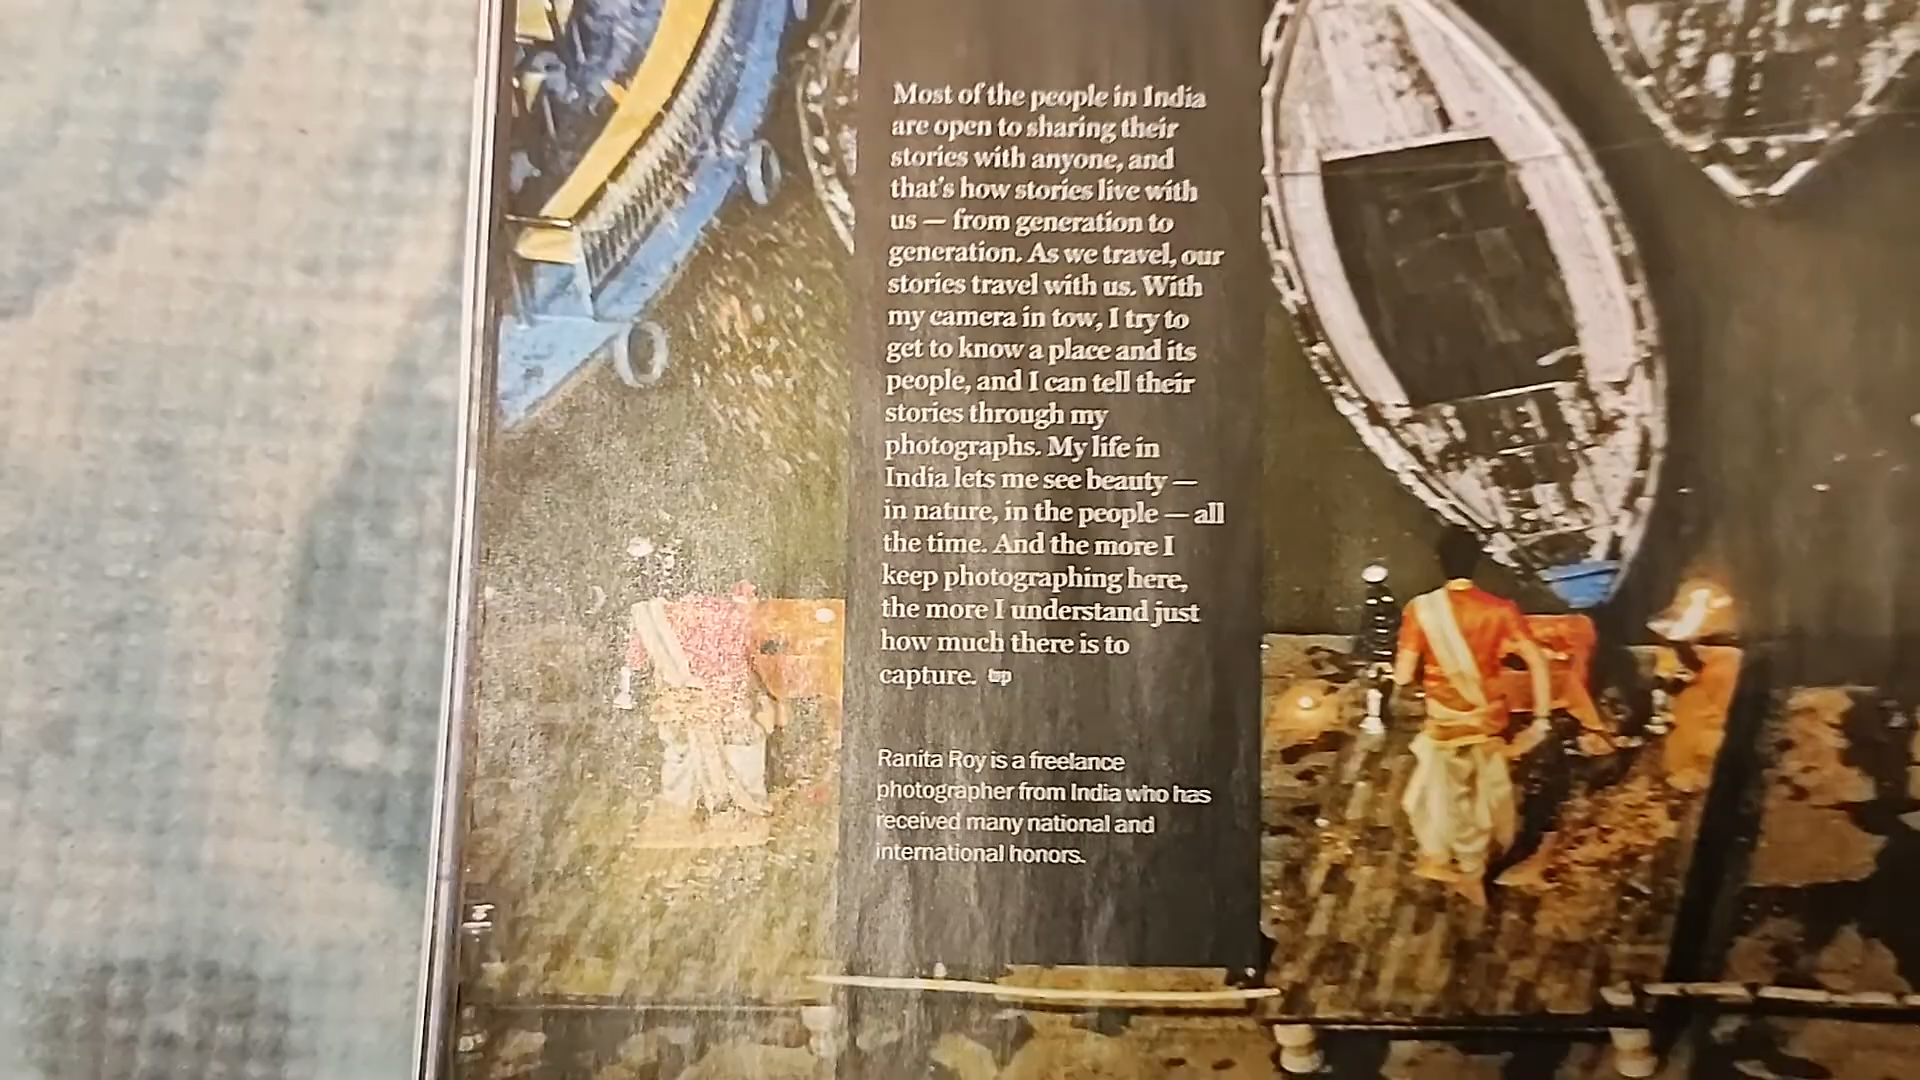 Most of the people in India
are open to sharing their
stories with anyone, and
that's how stories live with
us — from generation to
generation. As we travel, our
stories travel with us. With
my camera in tow, I try to
get to know a place and its
people, and I can tell their
stories through my
photographs. My life in
India lets me see beauty —
in nature, in the people — all
the time. And the more I
keep photographing here,
the more I understand just
how much there is to
capture. twp
Ranita Roy is a freelance
photographer from India who has
received many national and
international honors.